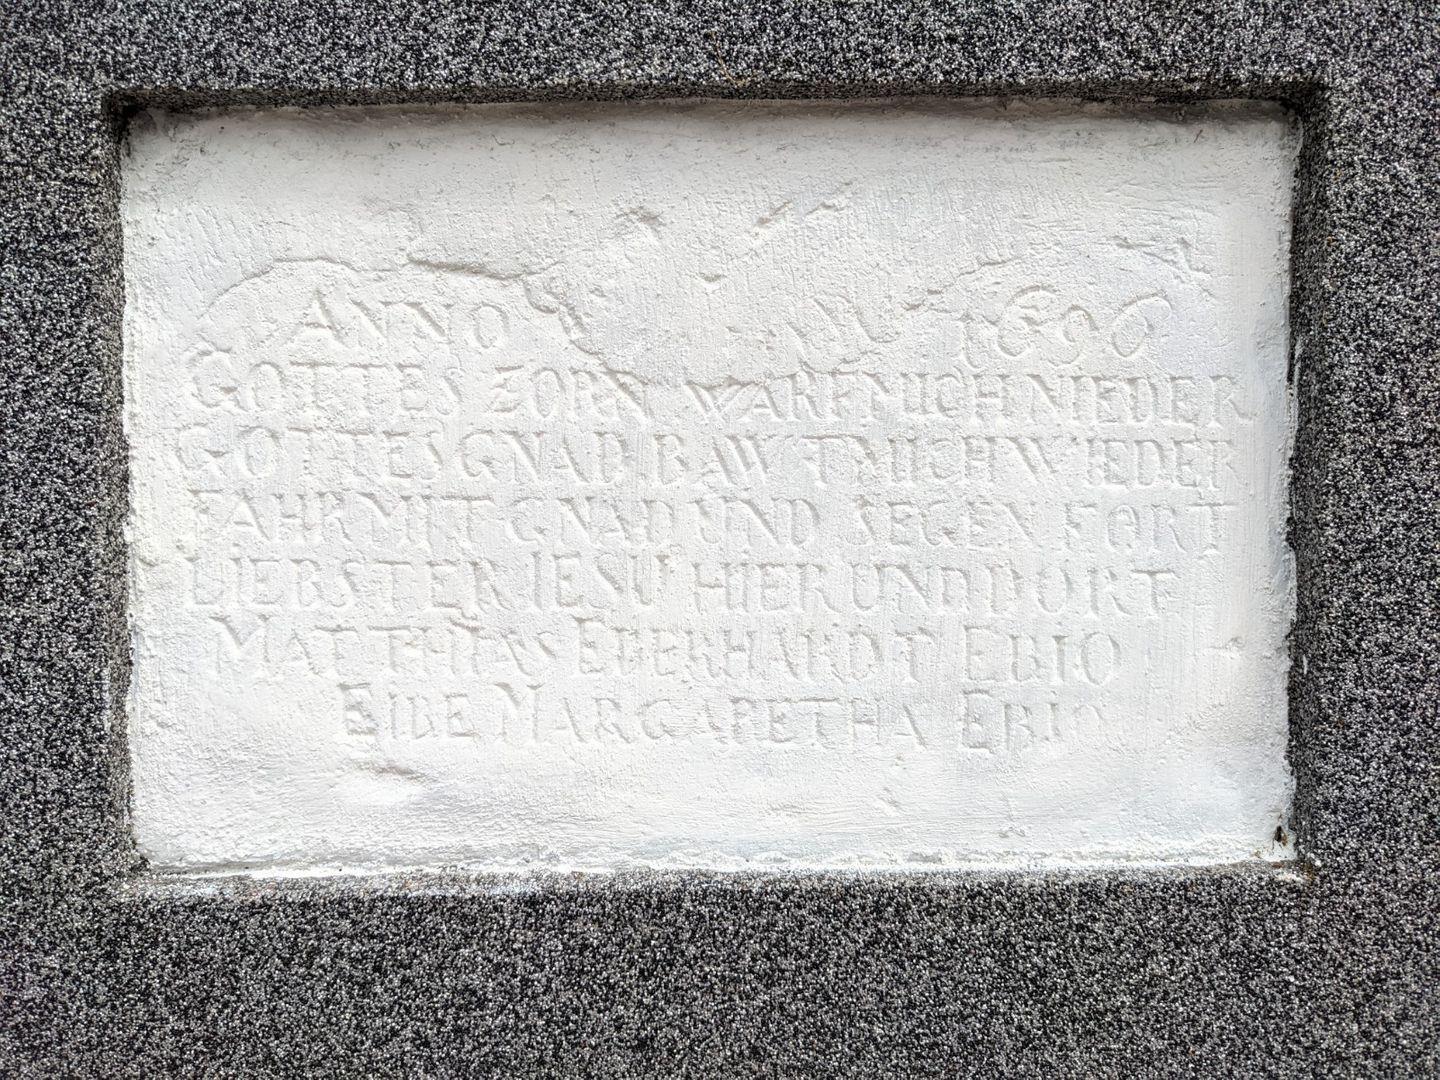 ANNO 1696
GOTTES ZORN WARF MICH NIEDER
GOTTES GNAD BAWT MICH WIEDER
FAHR MIT GNAD UND SEGEN FORT
LIEBSTER IESU HIER UND DORT
MATTHIAS EBERHARDT EBIO
EIBE MARGARETHA EBIO